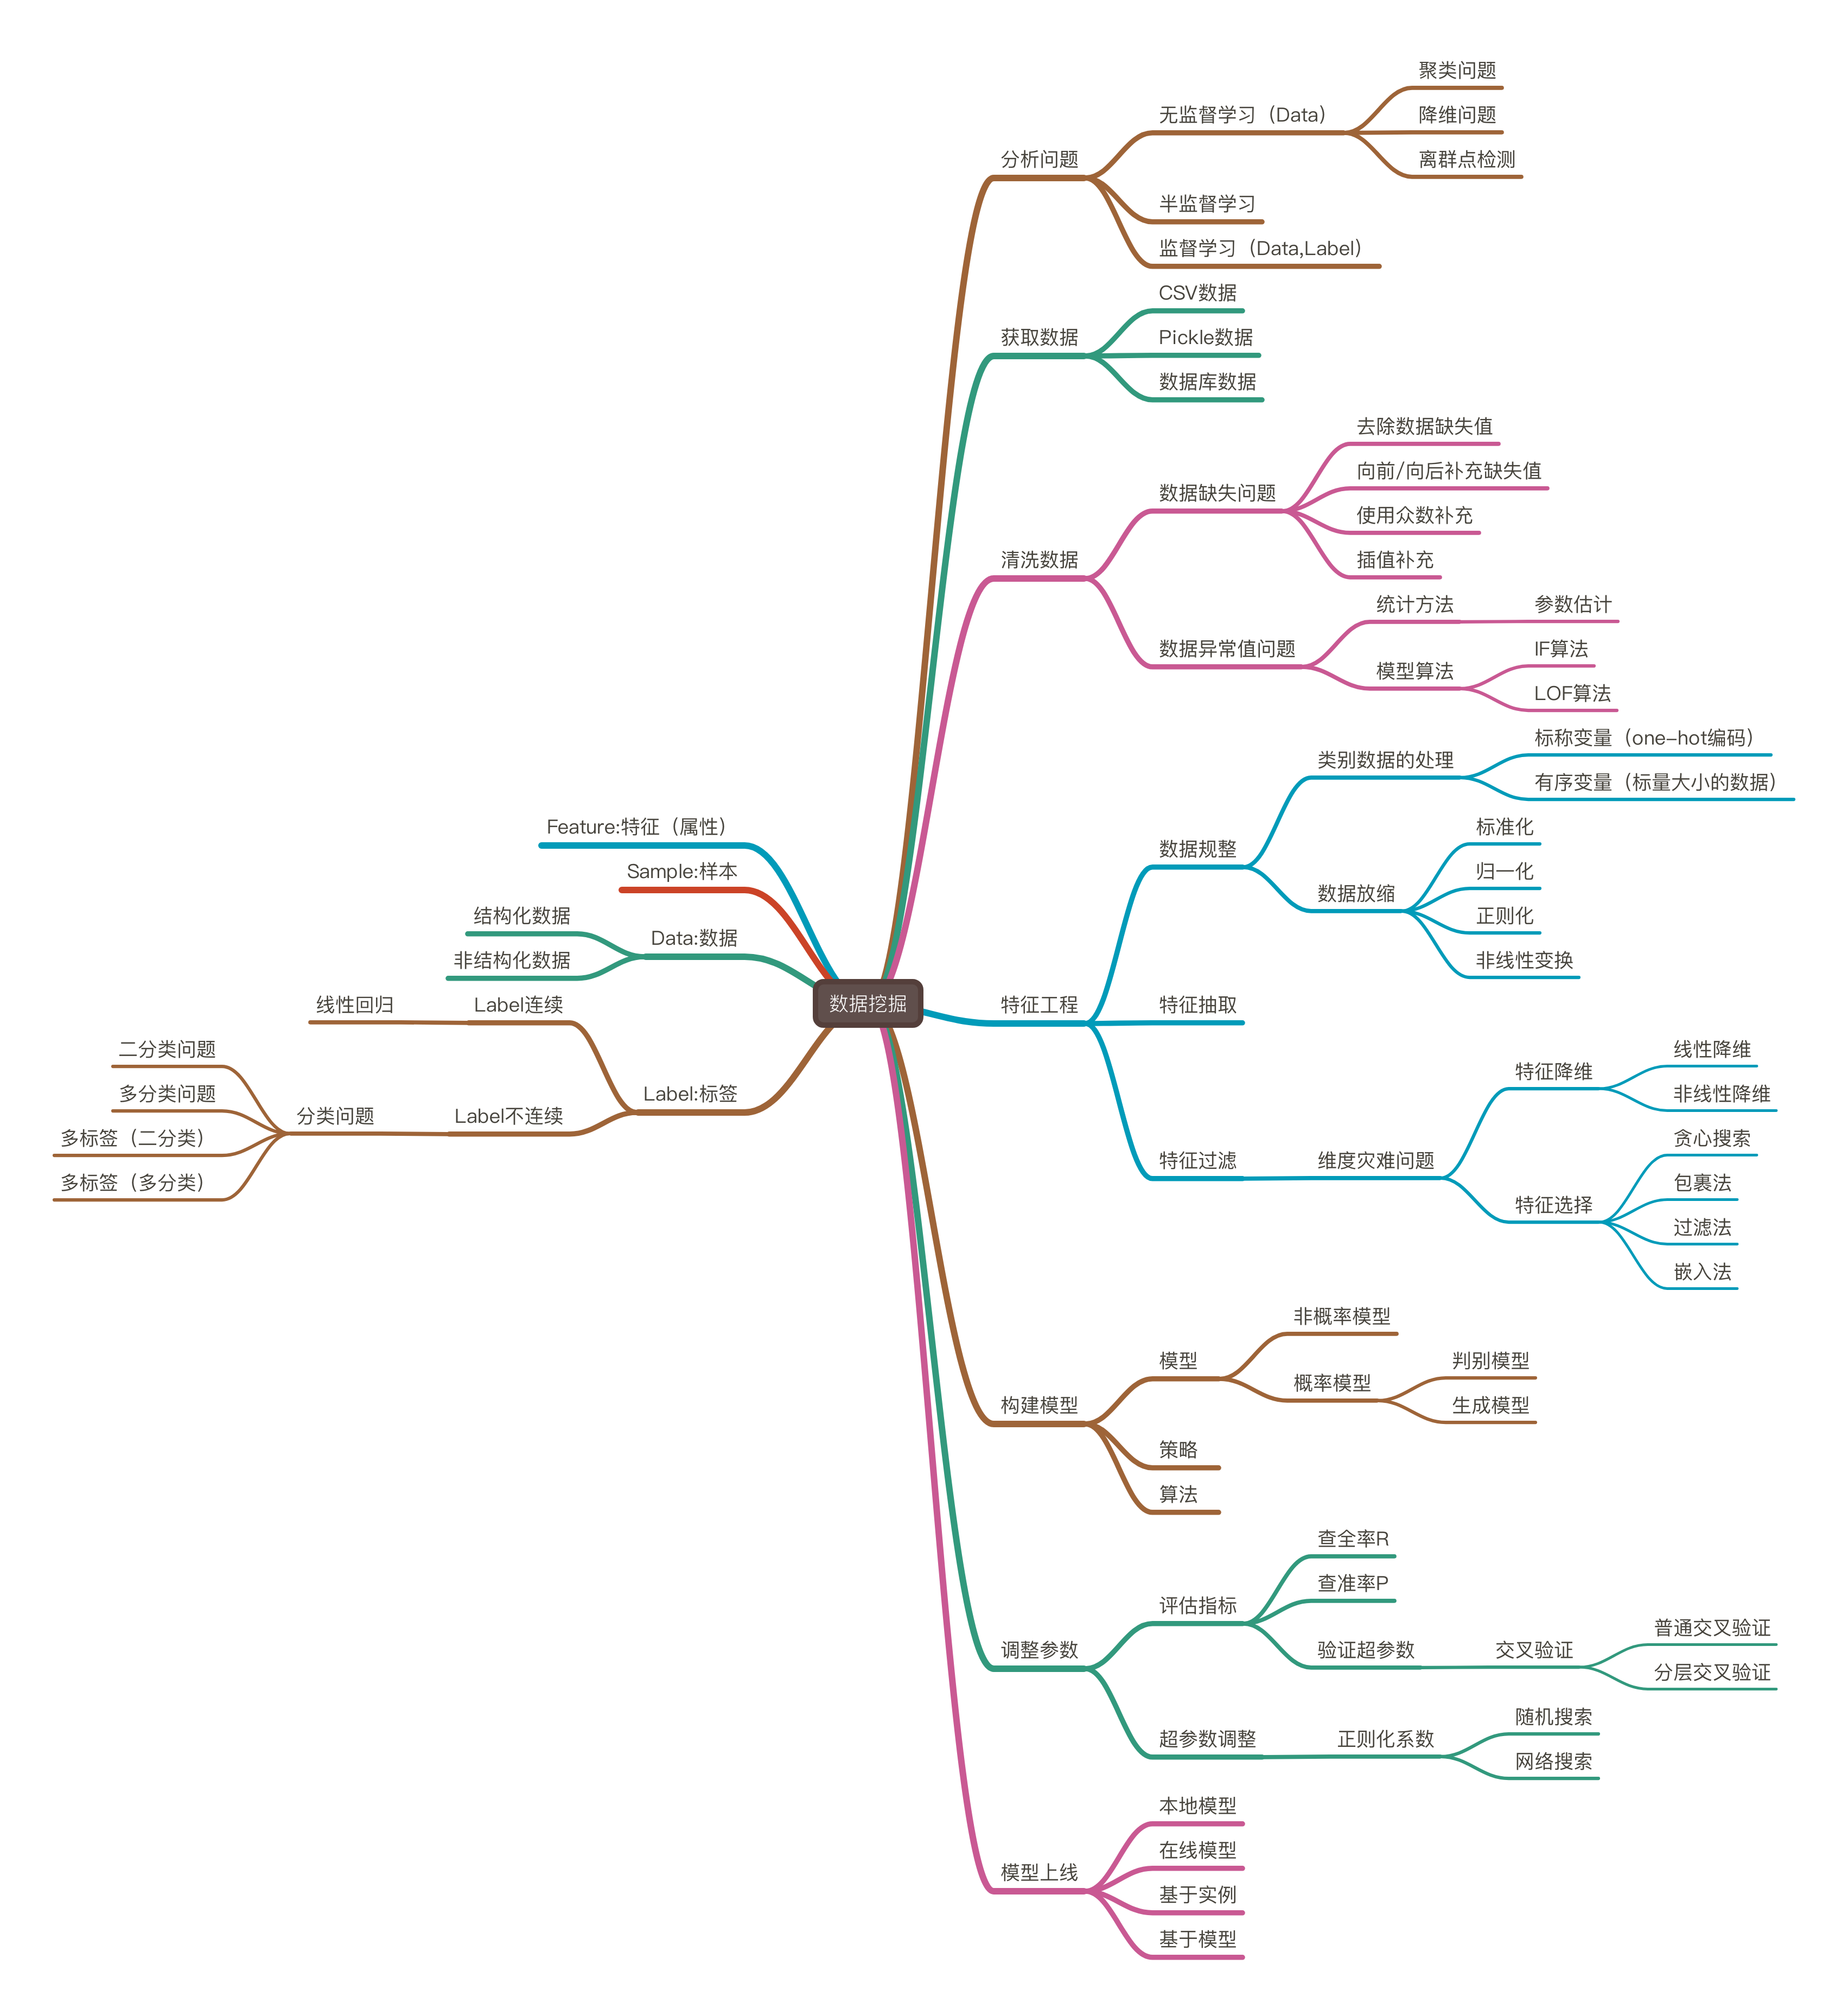 数据挖掘
分析问题
无监督学习（Data）
聚类问题
降维问题
离群点检测
半监督学习
监督学习（Data,Label）
获取数据
CSV数据
Pickle数据
数据库数据
清洗数据
数据缺失问题
去除数据缺失值
向前/向后补充缺失值
使用众数补充
插值补充
数据异常值问题
统计方法
参数估计
模型算法
IF算法
LOF算法
特征工程
数据规整
类别数据的处理
标称变量（one-hot编码）
有序变量（标量大小的数据）
数据放缩
标准化
归一化
正则化
非线性变换
特征抽取
特征过滤
维度灾难问题
特征降维
线性降维
非线性降维
特征选择
贪心搜索
包裹法
过滤法
嵌入法
构建模型
模型
非概率模型
概率模型
判别模型
生成模型
策略
算法
调整参数
评估指标
查全率R
查准率P
验证超参数
交叉验证
普通交叉验证
分层交叉验证
超参数调整
正则化系数
随机搜索
网络搜索
模型上线
本地模型
在线模型
基于实例
基于模型
Feature:特征（属性）
Sample:样本
Data:数据
结构化数据
非结构化数据
Label:标签
Label连续
线性回归
Label不连续
分类问题
二分类问题
多分类问题
多标签（二分类）
多标签（多分类）